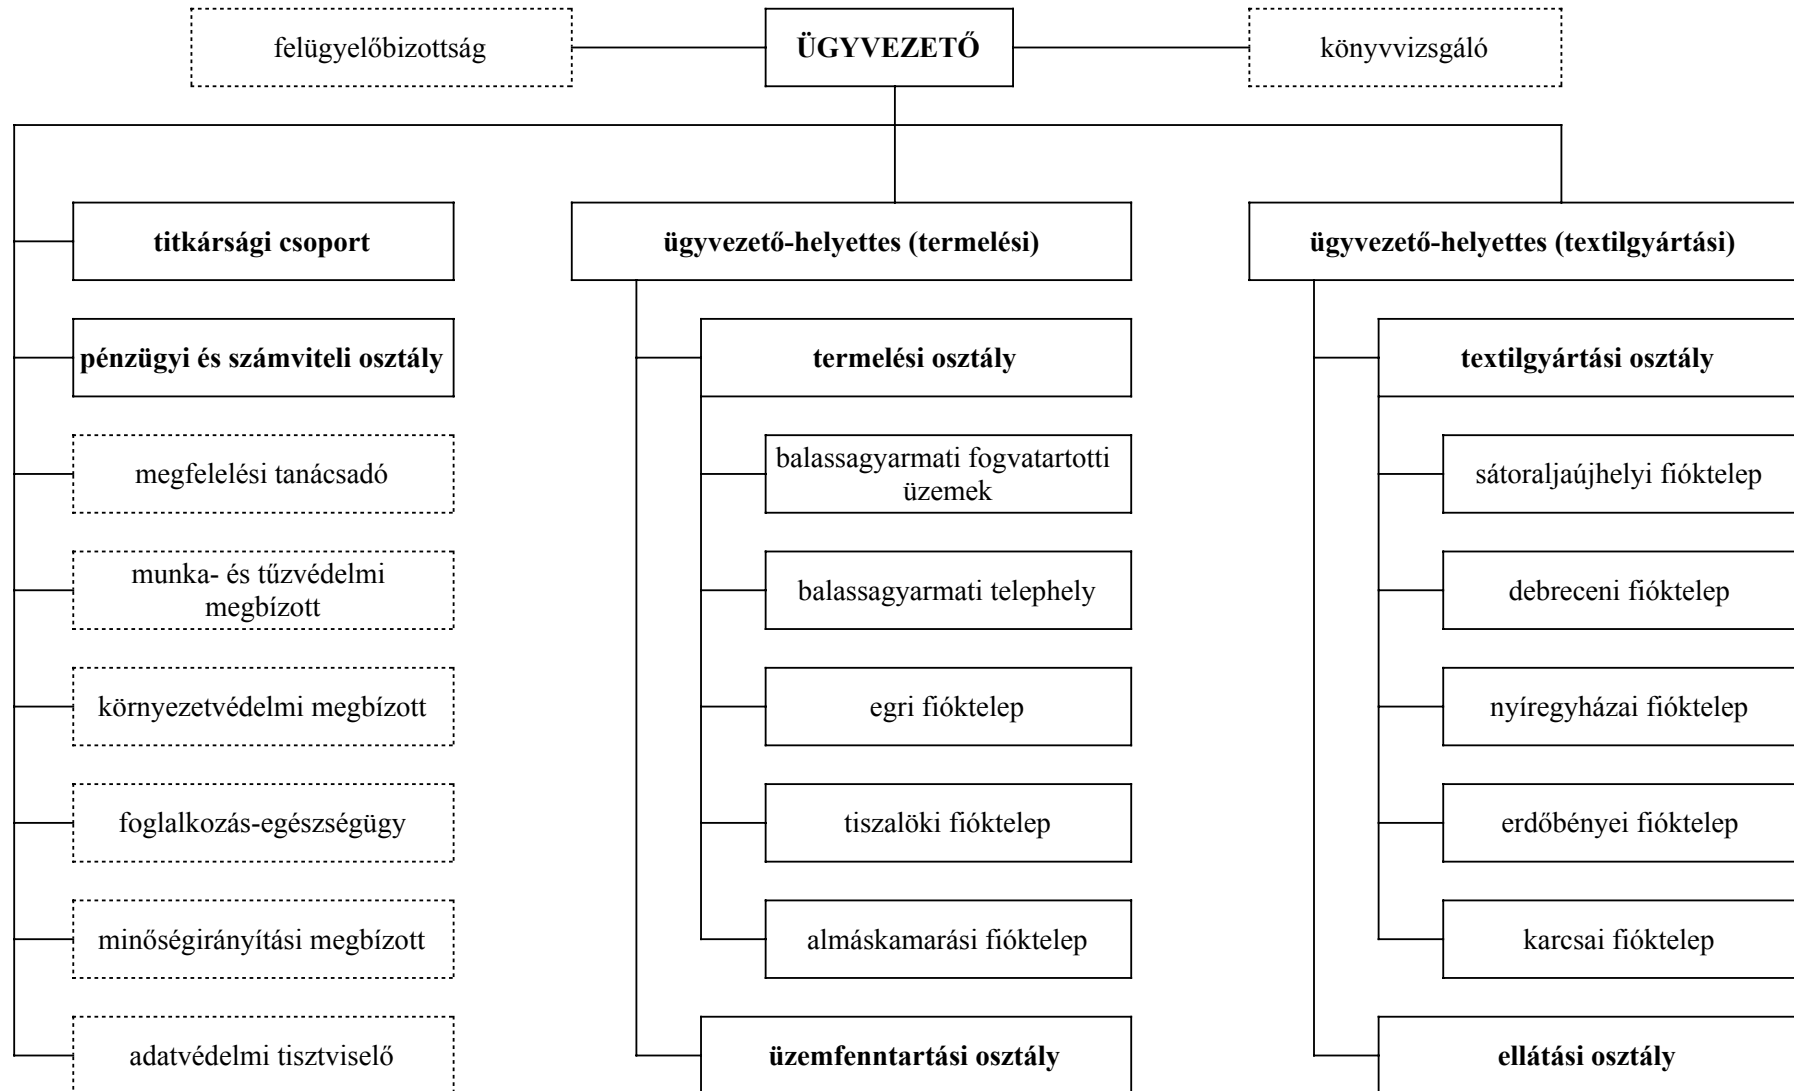 felügyelőbizottság
ÜGYVEZETŐ
könyvvizsgáló
titkársági csoport
pénzügyi és számviteli osztály
megfelelési tanácsadó
munka- és tűzvédelmi
megbízott
környezetvédelmi megbízott
foglalkozás-egészségügy
minőségirányítási megbízott
adatvédelmi tisztviselő
ügyvezető-helyettes (termelési)
termelési osztály
balassagyarmati fogvatartotti
üzemek
balassagyarmati telephely
egri fióktelep
tiszalöki fióktelep
almáskamarási fióktelep
üzemfenntartási osztály
ügyvezető-helyettes (textilgyártási)
textilgyártási osztály
sátoraljaújhelyi fióktelep
debreceni fióktelep
nyíregyházai fióktelep
erdőbényei fióktelep
karcsai fióktelep
ellátási osztály